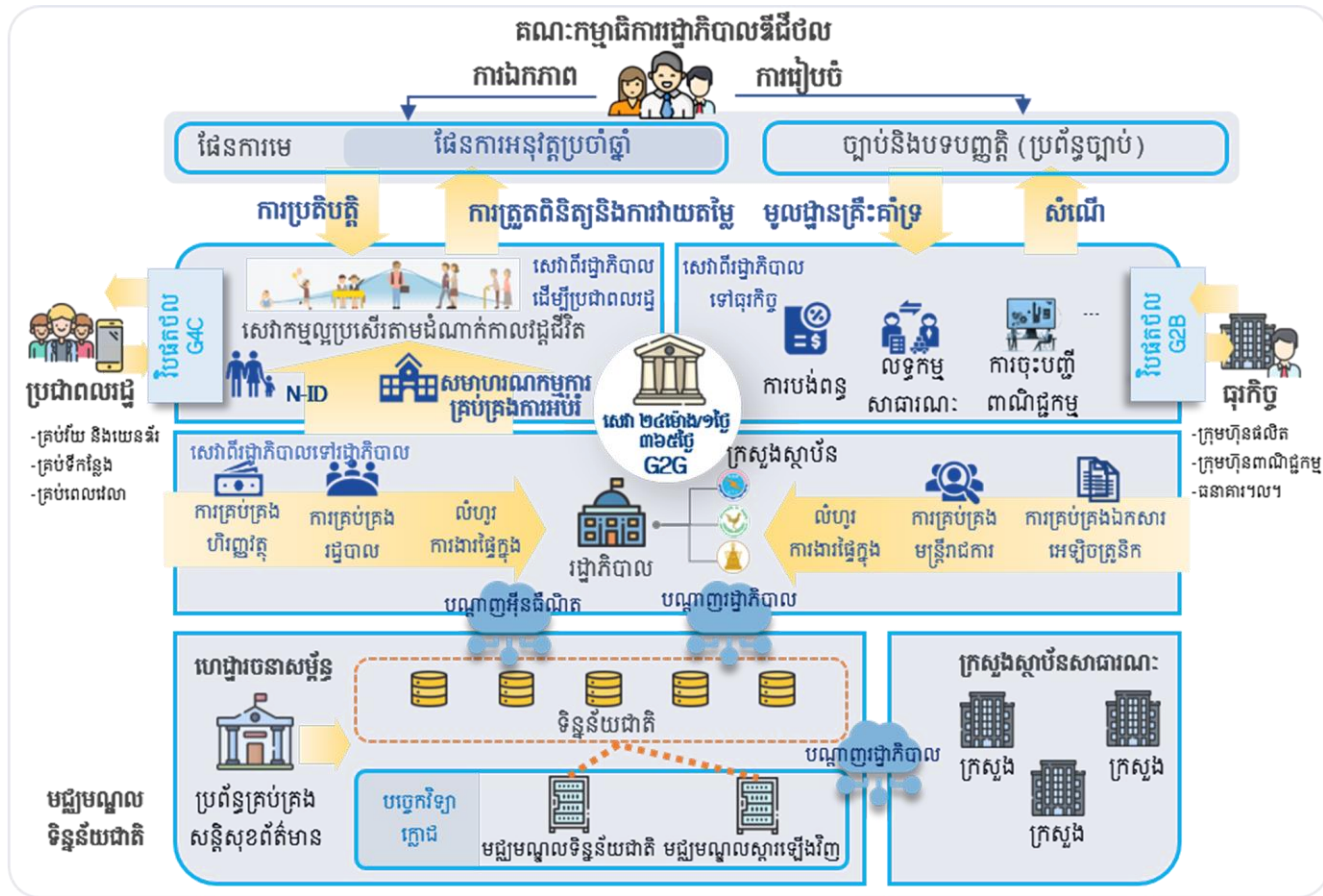 គណៈកម្មាធិការរដ្ឋាភិបាលឌីជីថល
ការឯកភាព
ការរៀបចំ
ផែនការមេ
ផែនការអនុវត្តប្រចាំឆ្នាំ
ច្បាប់និងបទបញ្ញត្តិ (ប្រព័ន្ធច្បាប់)
ការប្រតិបត្តិ
ការត្រួតពិនិត្យនិងការវាយតម្លៃ
មូលដ្ឋានគ្រឹះគាំទ្រ
សំណើ
វិបផតថល
G4C
សេវាពីរដ្ឋាភិបាល
ដើម្បីប្រជាពលរដ្ឋ
សេវាកម្មល្អប្រសើរតាមដំណាក់កាលវដ្តជីវិត
N-ID
សមាហរណកម្មការ
គ្រប់គ្រងការអប់រំ
ប្រជាពលរដ្ឋ
-គ្រប់វ័យ និងយេនឌ័រ
-គ្រប់ទីកន្លែង
-គ្រប់ពេលវេលា
សេវាពីរដ្ឋាភិបាល
ទៅធុរកិច្ច
ការបង់ពន្ធ
លទ្ធកម្ម
សាធារណៈ
ការចុះបញ្ជី
ពាណិជ្ជកម្ម
...
វិបផតថល
G2B
ធុរកិច្ច
-ក្រុមហ៊ុនផលិត
-ក្រុមហ៊ុនពាណិជ្ជកម្ម
-ធនាគារ។ល។
សេវា ២៤ម៉ោង/១ថ្ងៃ
៣៦៥ថ្ងៃ
G2G
សេវាពីរដ្ឋាភិបាលទៅរដ្ឋាភិបាល
ការគ្រប់គ្រង
ហិរញ្ញវត្ថុ
ការគ្រប់គ្រង
រដ្ឋបាល
លំហូរ
ការងារផ្ទៃក្នុង
រដ្ឋាភិបាល
ក្រសួងស្ថាប័ន
លំហូរ
ការងារផ្ទៃក្នុង
ការគ្រប់គ្រង
មន្ត្រីរាជការ
ការគ្រប់គ្រងឯកសារ
អេឡិចត្រូនិក
បណ្តាញអ៊ីនធឺណិត
បណ្តាញរដ្ឋាភិបាល
ហេដ្ឋារចនាសម្ព័ន្ធ
ទិន្នន័យជាតិ
ប្រព័ន្ធគ្រប់គ្រង
សន្តិសុខព័ត៌មាន
បច្ចេកវិទ្យា
ក្លោដ
មជ្ឈមណ្ឌលទិន្នន័យជាតិ
មជ្ឈមណ្ឌលស្តារឡើងវិញ
មជ្ឈមណ្ឌល
ទិន្នន័យជាតិ
បណ្តាញរដ្ឋាភិបាល
ក្រសួងស្ថាប័នសាធារណៈ
ក្រសួង
ក្រសួង
ក្រសួង